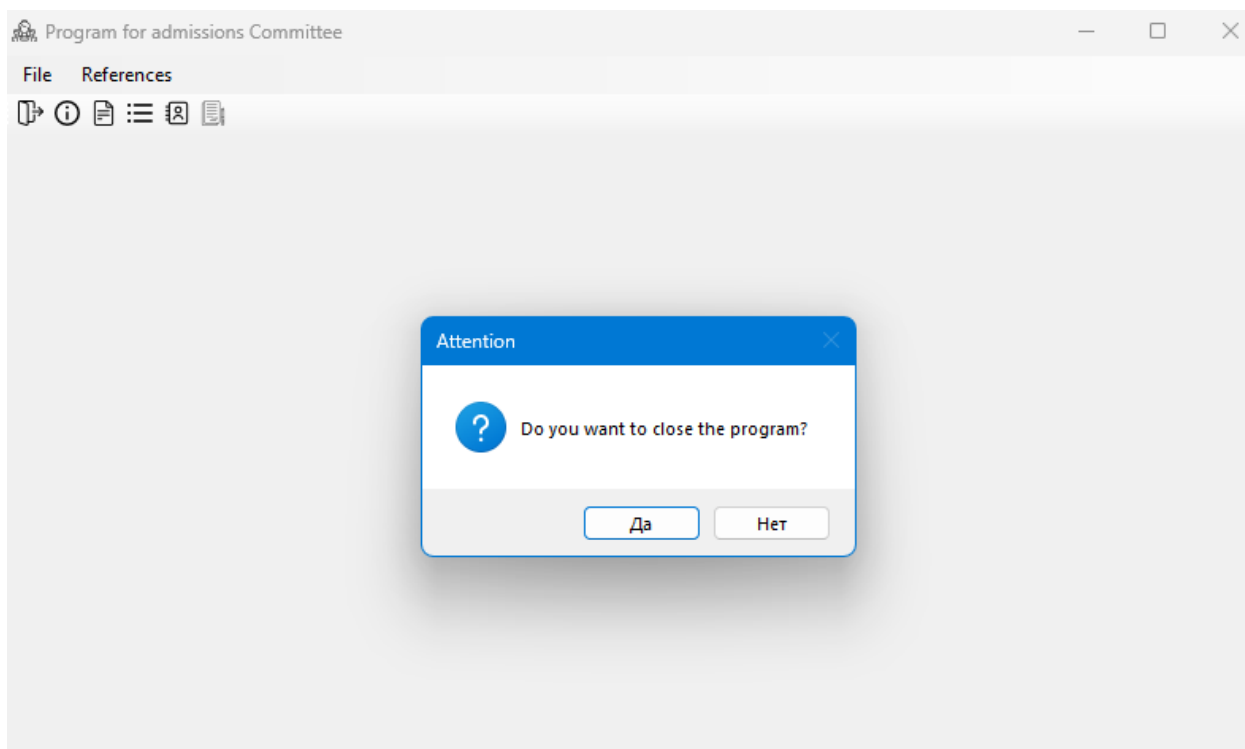 Program for admissions Committee
File References
Attention
Do you want to close the program?
Да Нет